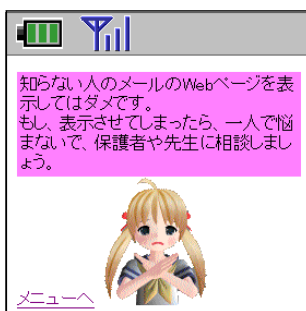 知らない人のメールのWebページを表
示してはダメです。
もし、表示させてしまったら、一人で悩
まないで、保護者や先生に相談しまし
ょう。
メニューへ